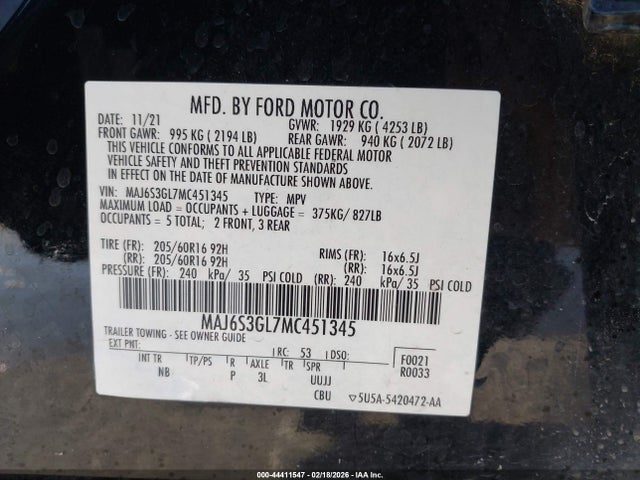 MFD. BY FORD MOTOR CO.
DATE: 11/21 GVWR: 1929 KG ( 4253 LB)
FRONT GAWR: 995 KG ( 2194 LB) REAR GAWR: 940 KG ( 2072 LB)
THIS VEHICLE CONFORMS TO ALL APPLICABLE FEDERAL MOTOR
VEHICLE SAFETY AND THEFT PREVENTION STANDARDS
IN EFFECT ON THE DATE OF MANUFACTURE SHOWN ABOVE.
VIN: MAJ6S3GL7MC451345 TYPE: MPV
MAXIMUM LOAD = OCCUPANTS + LUGGAGE = 375KG/ 827LB
OCCUPANTS = 5 TOTAL; 2 FRONT, 3 REAR
TIRE (FR): 205/60R16 92H RIMS (FR): 16x6.5J
(RR): 205/60R16 92H (RR): 16x6.5J
PRESSURE (FR): 240 kPa/ 35 PSI COLD (RR): 240 kPa/ 35 PSI COLD
MAJ6S3GL7MC451345
TRAILER TOWING - SEE OWNER GUIDE
EXT PNT: RC: 53 DSO: F0021
INT TR TP/PS R AXLE TR SPR R0033
NB P 3L UUJJ
CBU ▽5U5A-5420472-AA
000-44411547 - 02/18/2026 - IAAI Inc.